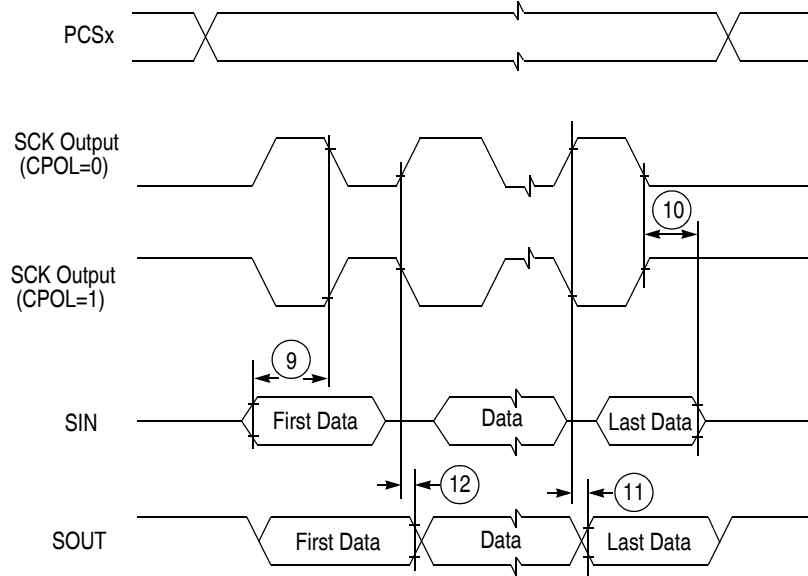 PCSx
SCK Output
(CPOL=0)
10
SCK Output
(CPOL=1)
9
SIN
First Data
Data
Last Data
12
11
SOUT
First Data
Data
Last Data